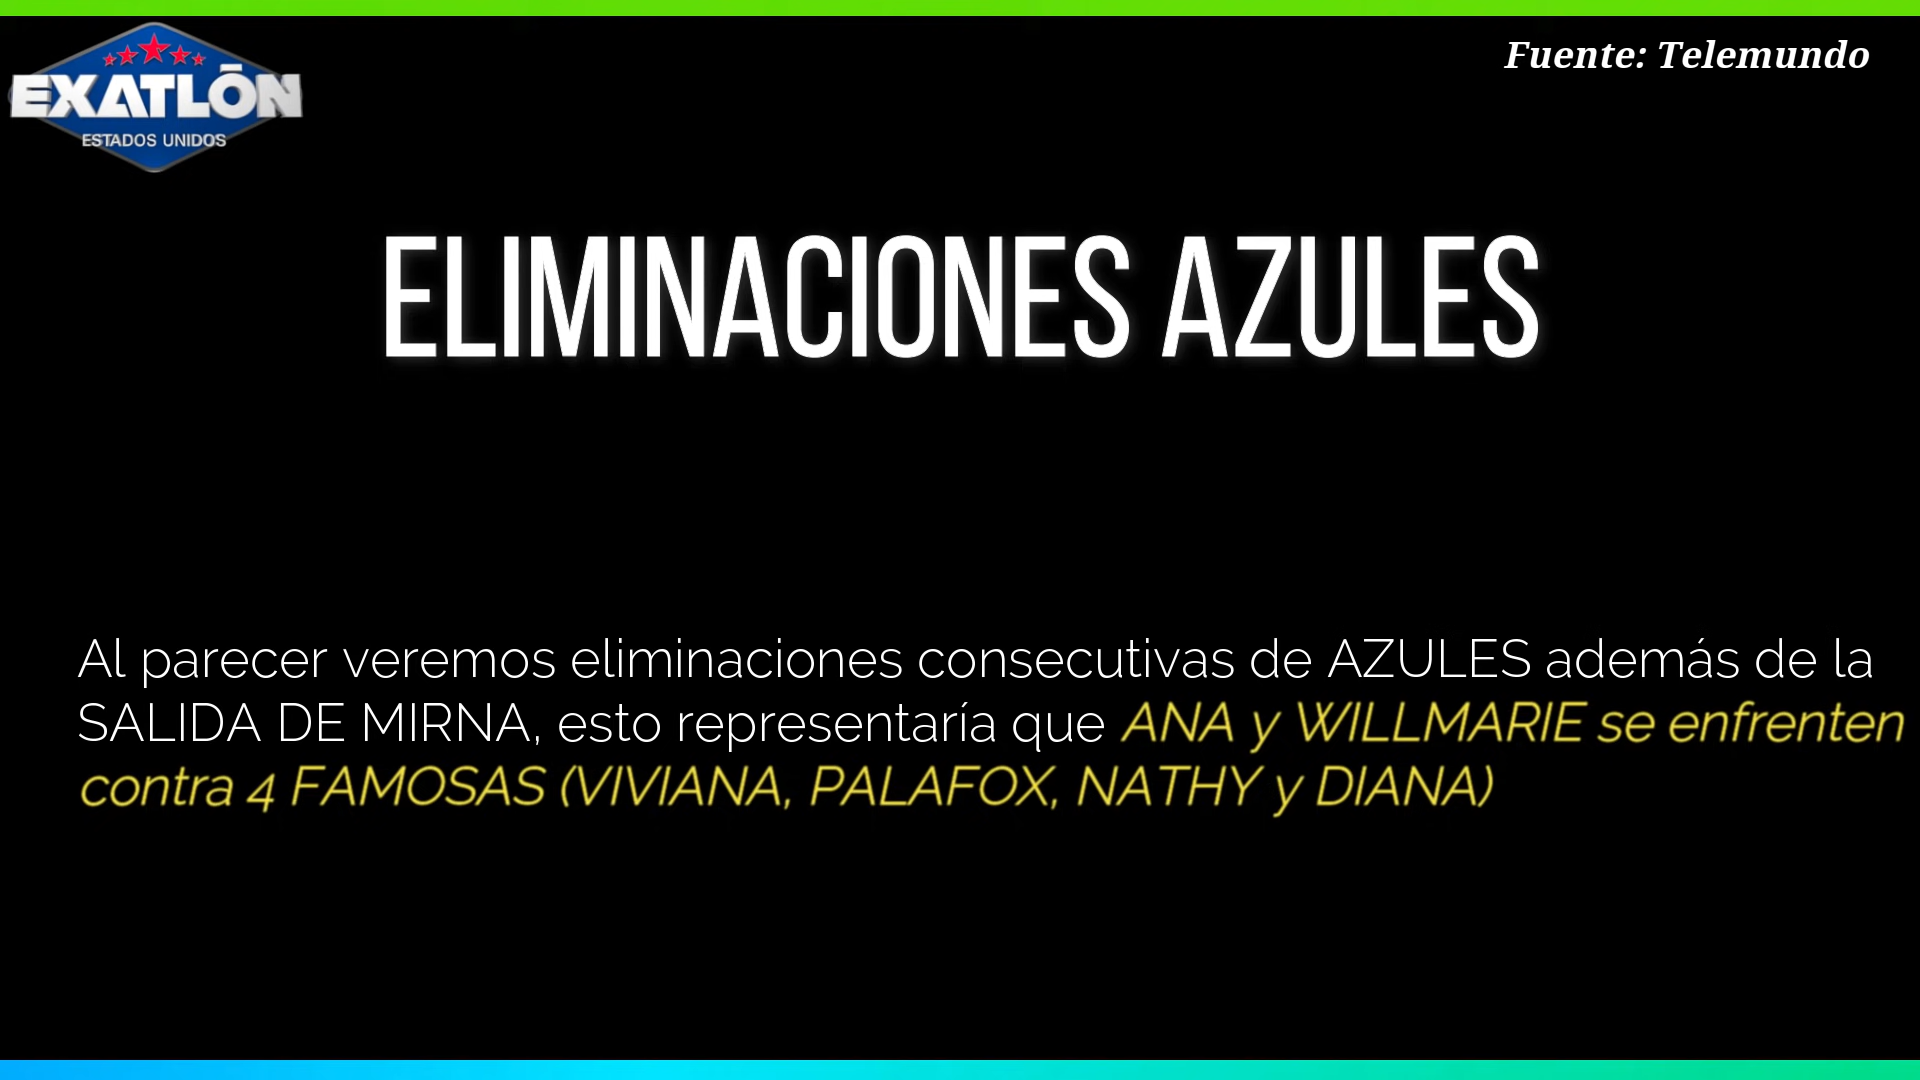 Fuente: Telemundo
EXATLÓN
ESTADOS UNIDOS
ELIMINACIONES AZULES
Al parecer veremos eliminaciones consecutivas de AZULES además de la
SALIDA DE MIRNA, esto representaría que ANA y WILLMARIE se enfrenten
contra 4 FAMOSAS (VIVIANA, PALAFOX, NATHY y DIANA)